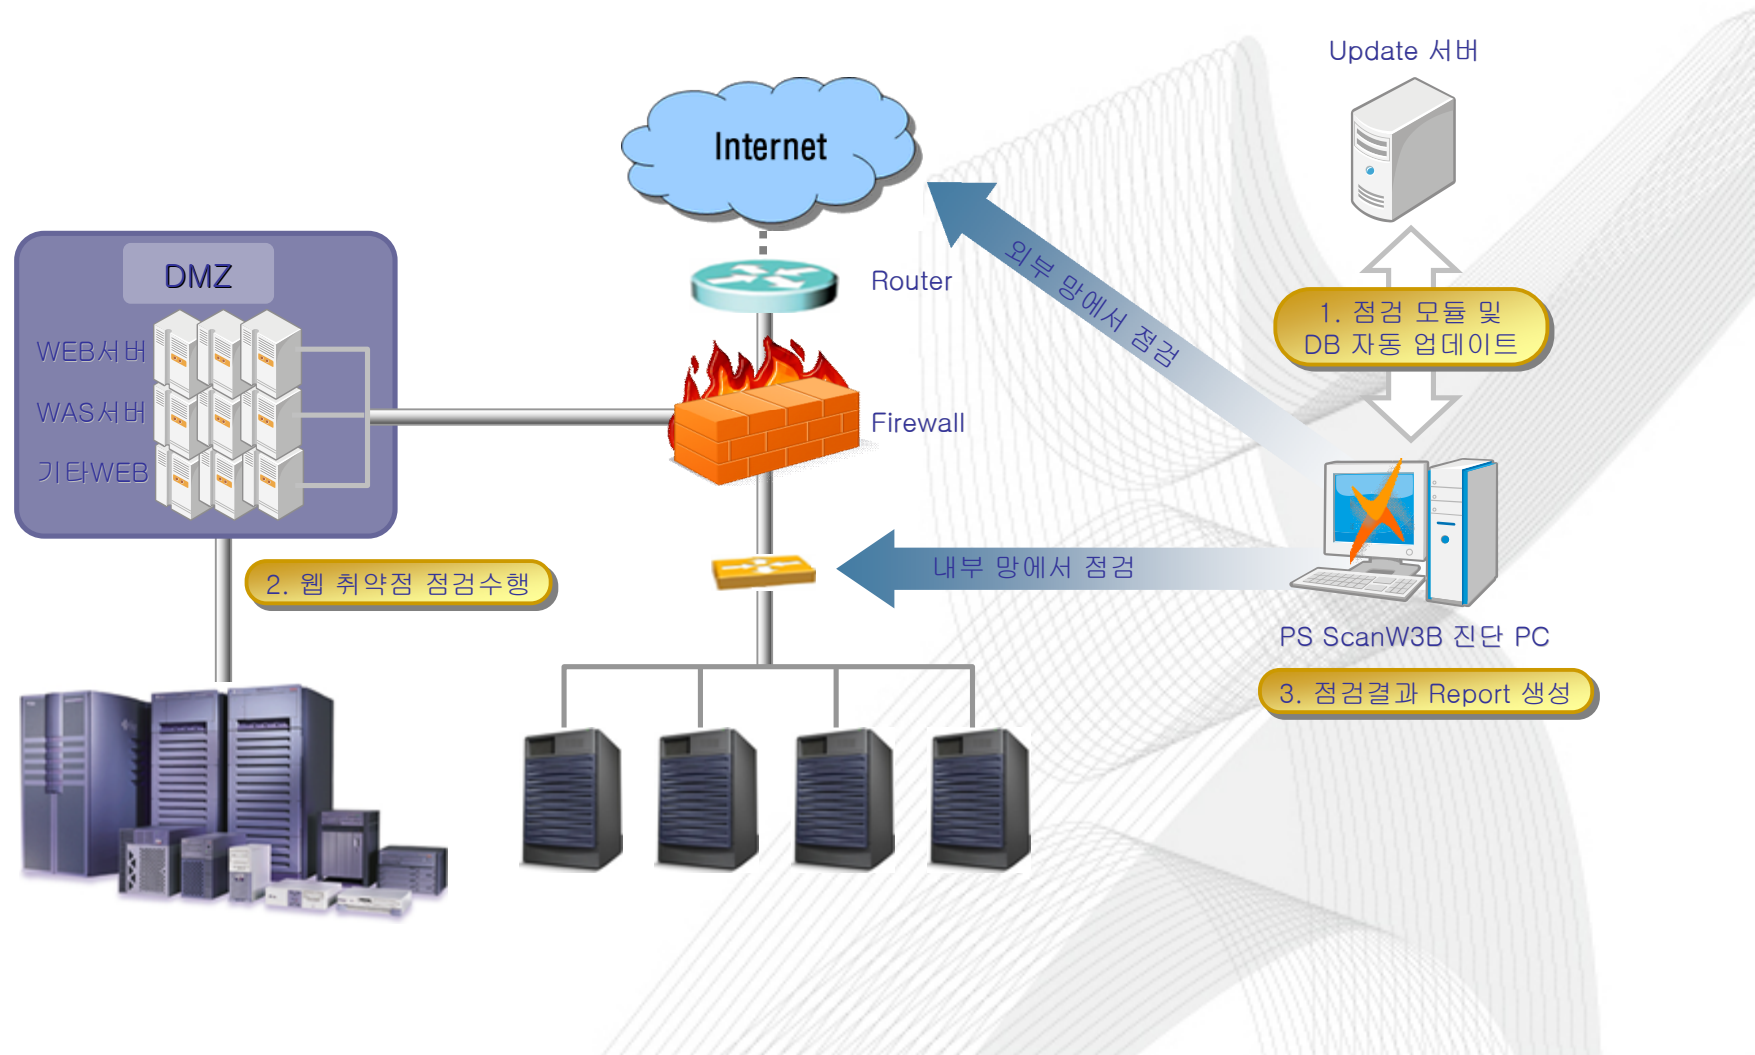 Update 서버
Internet
외부 망에서 점검
DMZ
Router
1. 점검 모듈 및
DB 자동 업데이트
WEB서버
WAS서버
기타WEB
Firewall
2. 웹 취약점 점검수행
내부 망에서 점검
PS ScanW3B 진단 PC
3. 점검결과 Report 생성